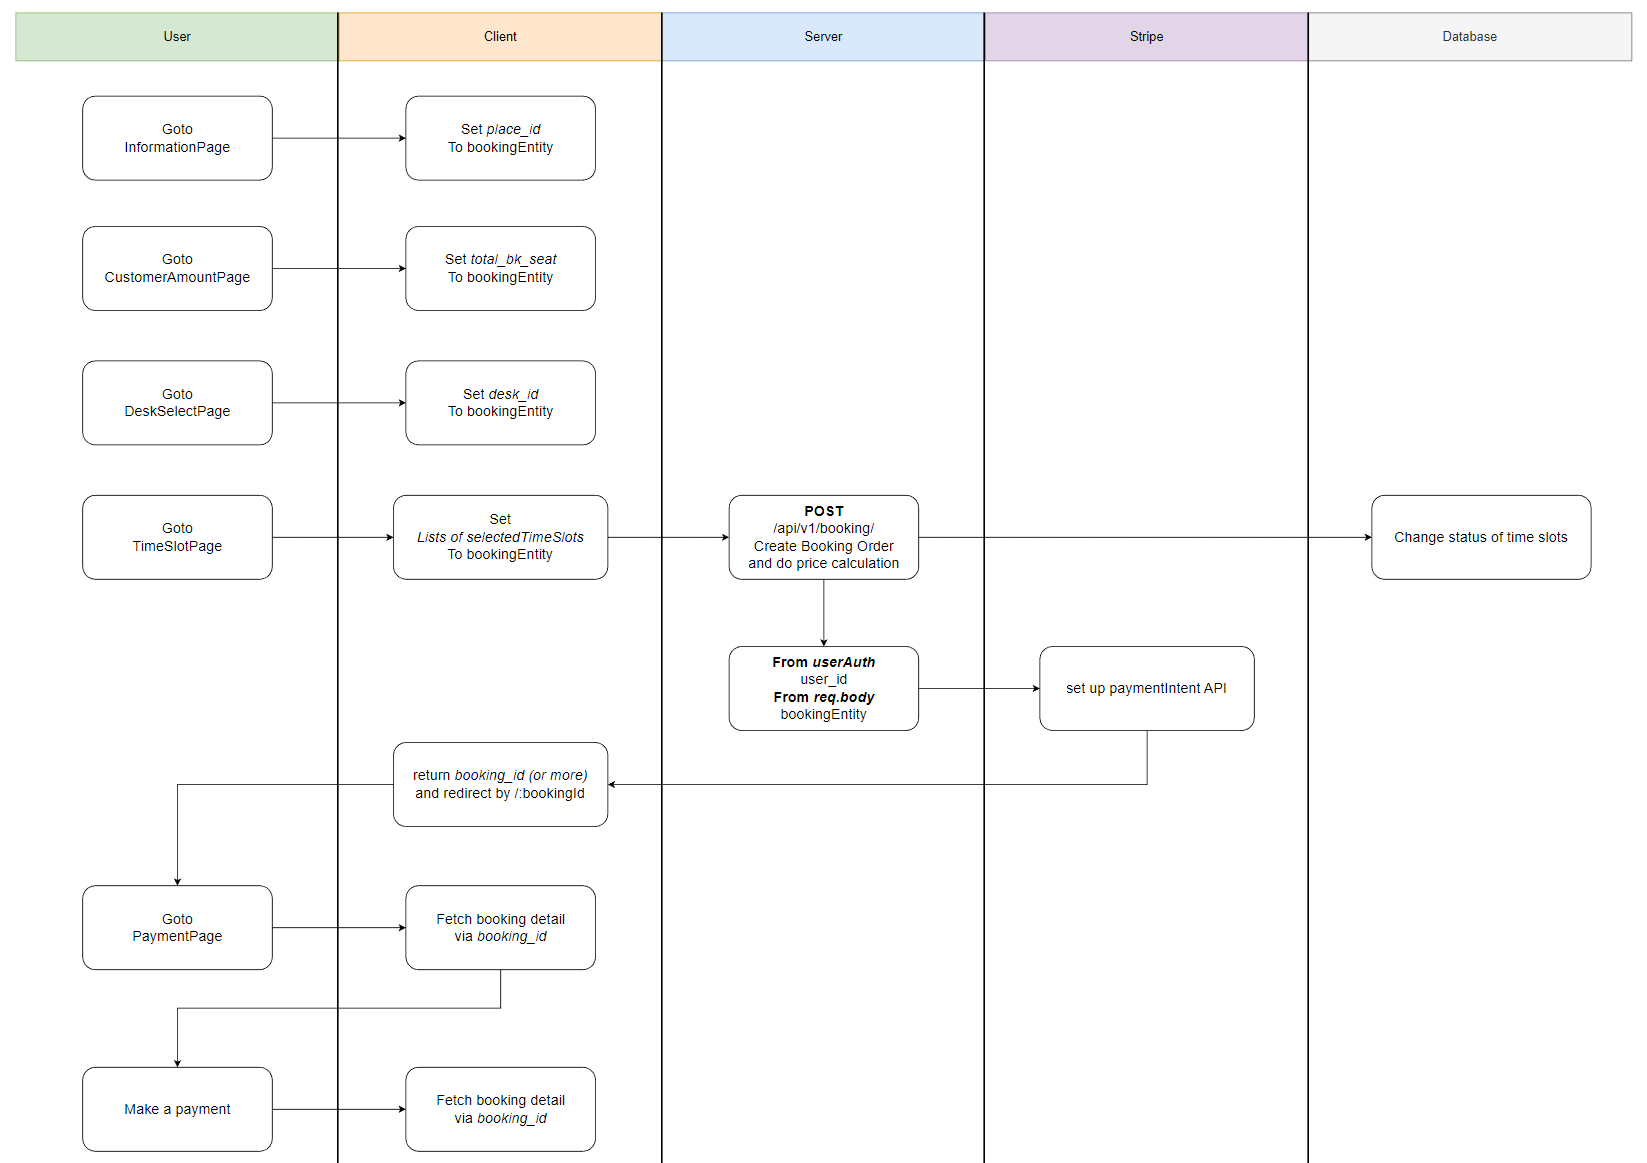 User
Client
Server
Stripe
Database
Goto
InformationPage
Set place_id
To bookingEntity
Goto
CustomerAmountPage
Set total_bk_seat
To bookingEntity
Goto
DeskSelectPage
Set desk_id
To bookingEntity
Goto
TimeSlotPage
Set
Lists of selectedTimeSlots
To bookingEntity
POST
/api/v1/booking/
Create Booking Order
and do price calculation
Change status of time slots
From userAuth
user_id
From req.body
bookingEntity
set up paymentIntent API
return booking_id (or more)
and redirect by /:bookingId
Goto
PaymentPage
Fetch booking detail
via booking_id
Make a payment
Fetch booking detail
via booking_id